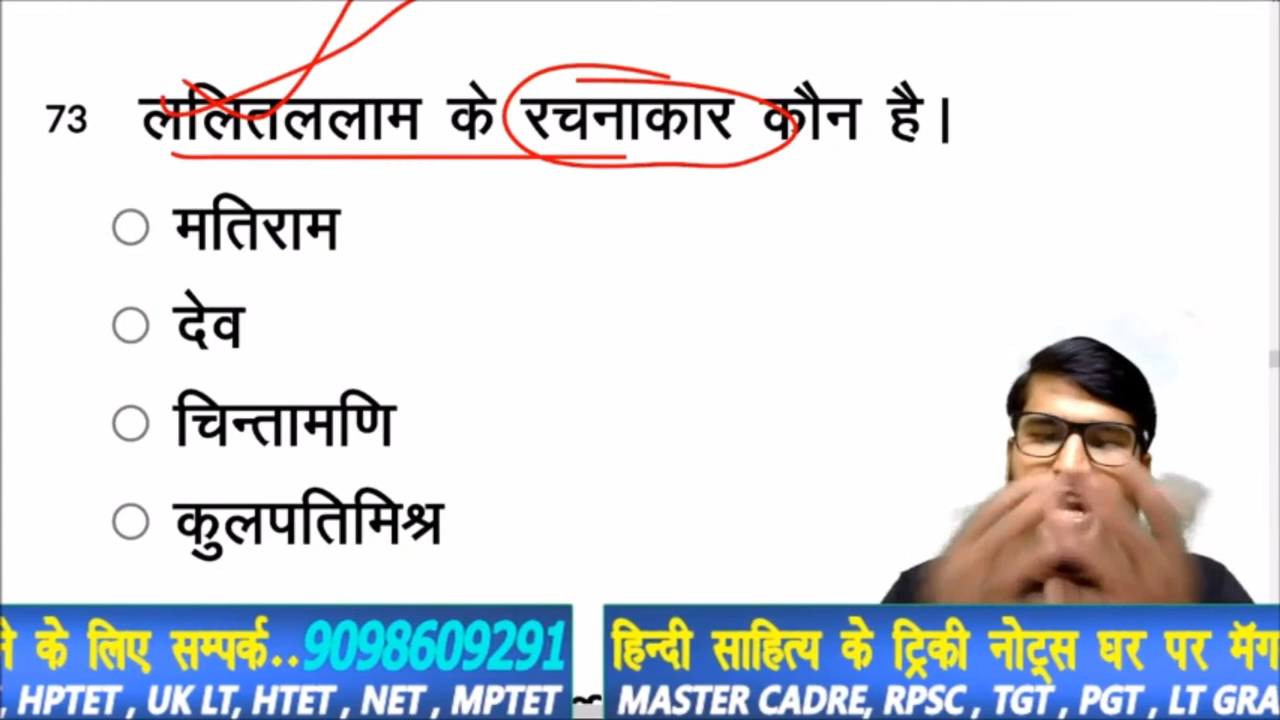 73 ललितललाम के रचनाकार कौन है।
मतिराम
देव
चिन्तामणि
कुलपतिमिश्र
के लिए सम्पर्क..9098609291
हिन्दी साहित्य के ट्रिकी नोट्स घर पर मॅग
, HPTET , UK LT, HTET , NET , MPTET
MASTER CADRE, RPSC , TGT , PGT , LT GRA